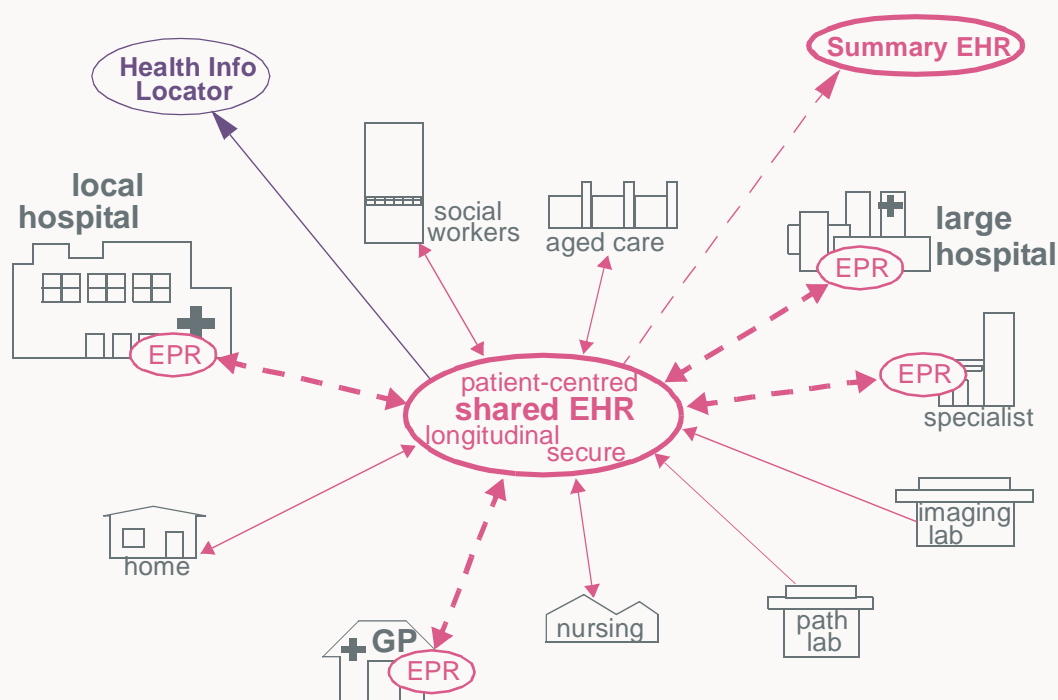 Summary EHR
Health Info
Locator
local
hospital
social
workers
aged care
large
hospital
EPR
EPR
EPR
specialist
patient-centred
shared EHR
longitudinal
secure
imaging
lab
home
nursing
path
lab
GP
EPR